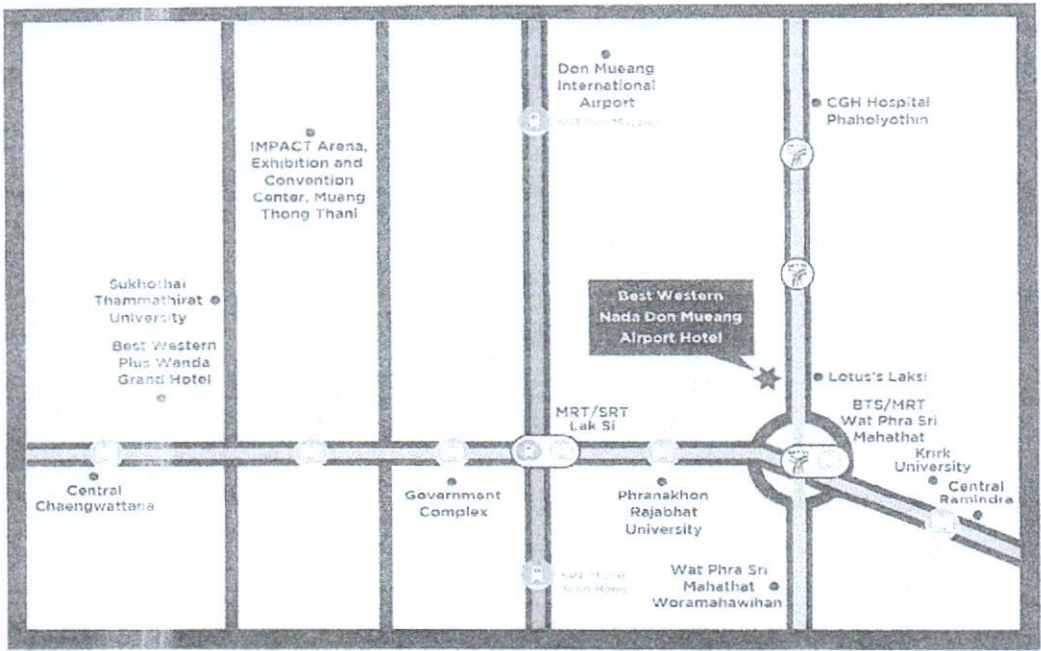 Don Mueang
International
Airport
CGH Hospital
Phaholyothin
IMPACT Arena,
Exhibition and
Convention
Center, Muang
Thong Thani
Sukhothai
Thammathirat
University
Best Western
Plus Wanda
Grand Hotel
Best Western
Nada Don Mueang
Airport Hotel
Lotus's Laksi
MRT/SRT
Lak Si
BTS/MRT
Wat Phra Sri
Mahathat
Krirk
University
Central
Ramindra
Central
Chaengwattana
Government
Complex
Phranakhon
Rajabhat
University
Wat Phra Sri
Mahathat
Woramahawihan